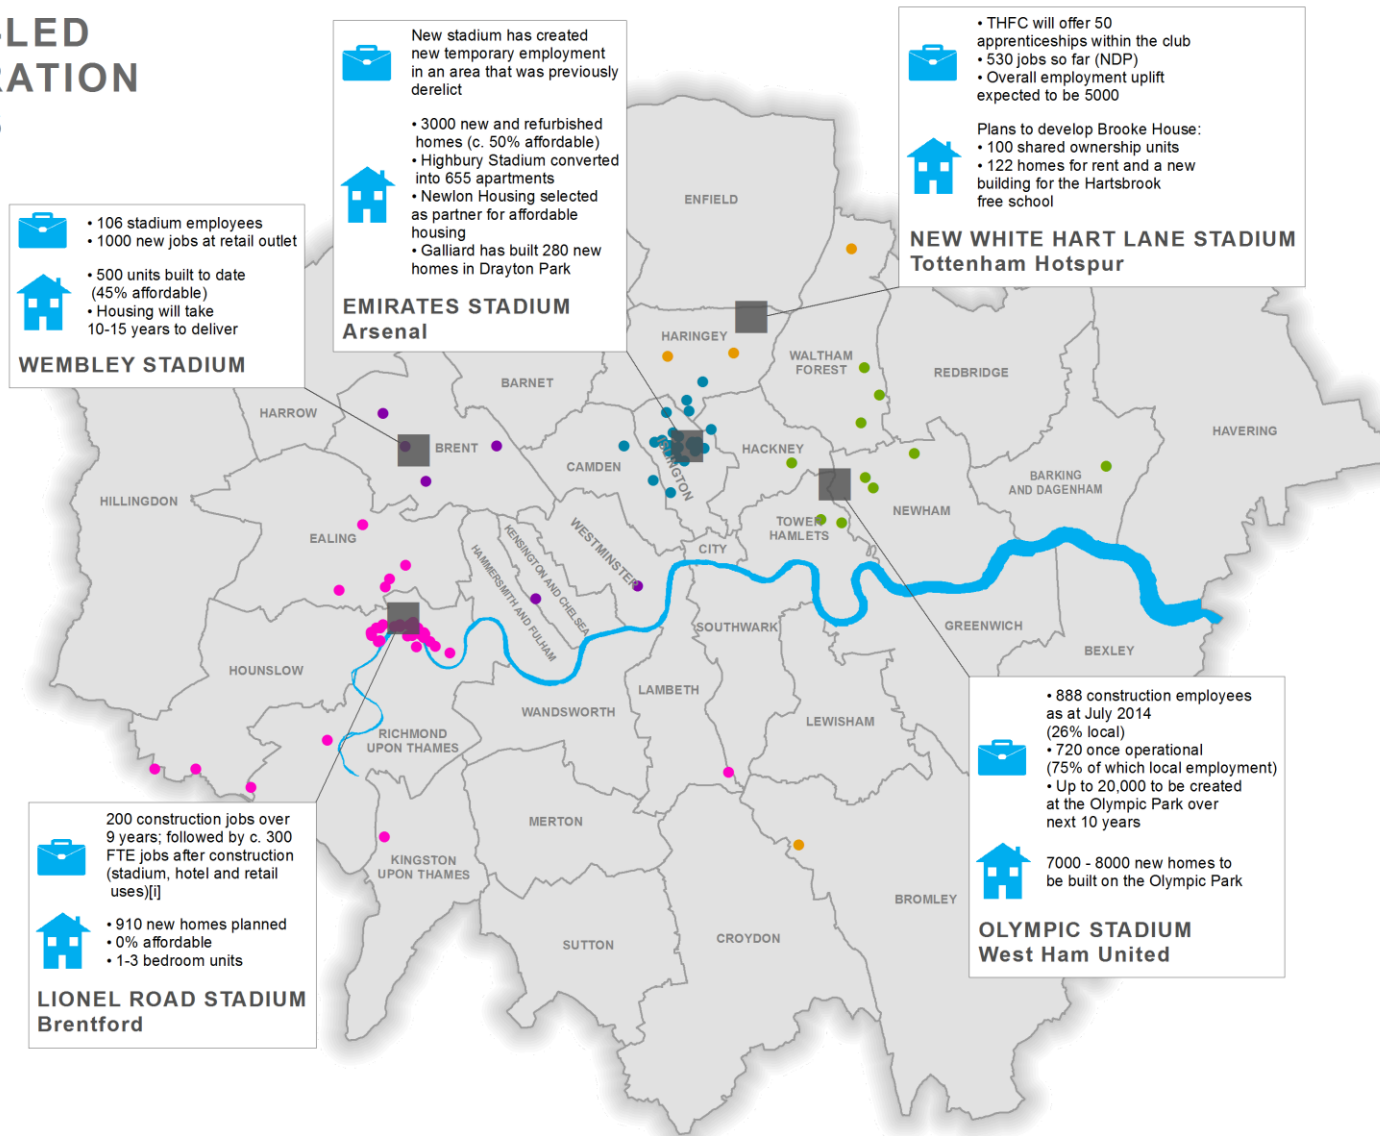 -LED
RATION
New stadium has created
new temporary employment
in an area that was previously
derelict
• 3000 new and refurbished
homes (c. 50% affordable)
• Highbury Stadium converted
into 655 apartments
• Newlon Housing selected
as partner for affordable
housing
• Galliard has built 280 new
homes in Drayton Park
EMIRATES STADIUM
Arsenal
• THFC will offer 50
apprenticeships within the club
• 530 jobs so far (NDP)
• Overall employment uplift
expected to be 5000
Plans to develop Brooke House:
• 100 shared ownership units
• 122 homes for rent and a new
building for the Hartsbrook
free school
NEW WHITE HART LANE STADIUM
Tottenham Hotspur
• 106 stadium employees
• 1000 new jobs at retail outlet
• 500 units built to date
(45% affordable)
• Housing will take
10-15 years to deliver
WEMBLEY STADIUM
ENFIELD
HARINGEY
WALTHAM
FOREST
REDBRIDGE
BARNET
HARROW
BRENT
HAVERING
CAMDEN
ISLINGTON
HACKNEY
BARKING
AND DAGENHAM
HILLINGDON
EALING
NEWHAM
TOWER
HAMLETS
CITY
WESTMINSTER
KENSINGTON AND CHELSEA
HAMMERSMITH AND FULHAM
SOUTHWARK
GREENWICH
BEXLEY
HOUNSLOW
LAMBETH
WANDSWORTH
LEWISHAM
RICHMOND
UPON THAMES
MERTON
KINGSTON
UPON THAMES
BROMLEY
SUTTON
CROYDON
• 888 construction employees
as at July 2014
(26% local)
• 720 once operational
(75% of which local employment)
• Up to 20,000 to be created
at the Olympic Park over
next 10 years
7000 - 8000 new homes to
be built on the Olympic Park
OLYMPIC STADIUM
West Ham United
200 construction jobs over
9 years; followed by c. 300
FTE jobs after construction
(stadium, hotel and retail
uses)[i]
• 910 new homes planned
• 0% affordable
• 1-3 bedroom units
LIONEL ROAD STADIUM
Brentford